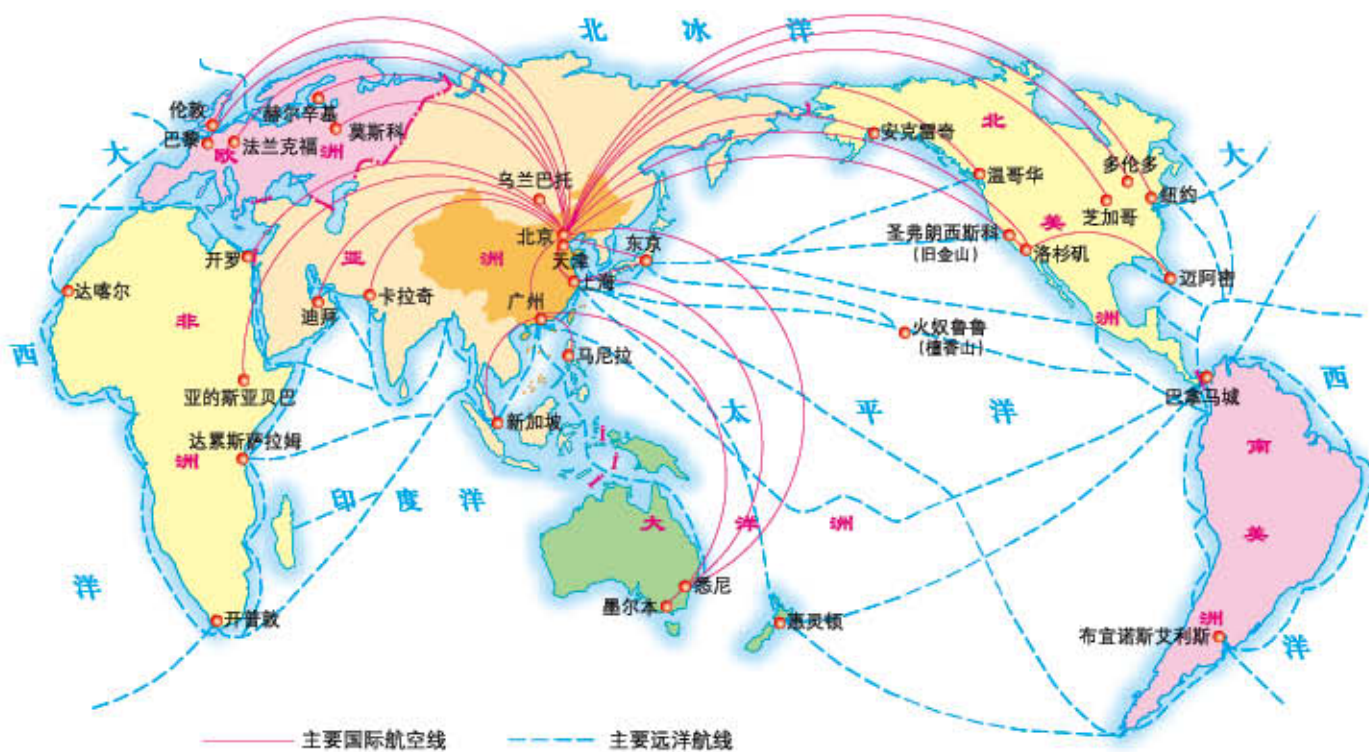 北 冰 洋
伦敦
赫尔辛基
莫斯科
巴黎
法兰克福
欧 洲
大 西 洋
安克雷奇
北 美 洲
温哥华
多伦多
纽约
芝加哥
大 西 洋
乌兰巴托
北京
天津
东京
上海
亚 洲
圣弗朗西斯科
(旧金山)
洛杉矶
迈阿密
开罗
达喀尔
非 洲
迪拜
卡拉奇
广州
马尼拉
火奴鲁鲁
(檀香山)
亚的斯亚贝巴
新加坡
太 平 洋
巴拿马城
达累斯萨拉姆
印 度 洋
大 洋 洲
南 美 洲
悉尼
墨尔本
开普敦
惠灵顿
布宜诺斯艾利斯
主要国际航空线
主要远洋航线